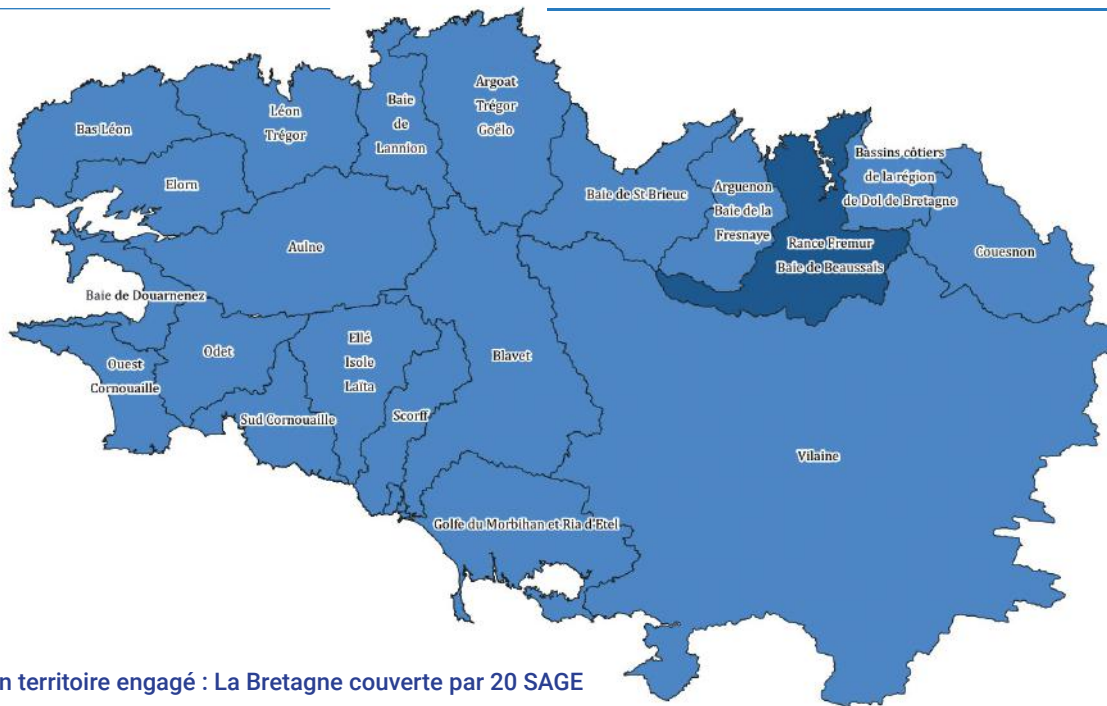 Argoat
Trégor
Goëlo
Baie
de
Lannion
Léon
Trégor
Bas Léon
Elorn
Baie de St Brieuc
Arguenon
Baie de la
Fresnaye
Bassins côtiers
de la région
de Dol de Bretagne
Rance Fremur
Baie de Beaussais
Couesnon
Aulne
Baie de Douarnenez
Ouest
Cornouaille
Odet
Ellé
Isole
Laïta
Blavet
Sud Cornouaille
Scorff
Vilaine
Golfe du Morbihan et Ria d'Etel
n territoire engagé : La Bretagne couverte par 20 SAGE